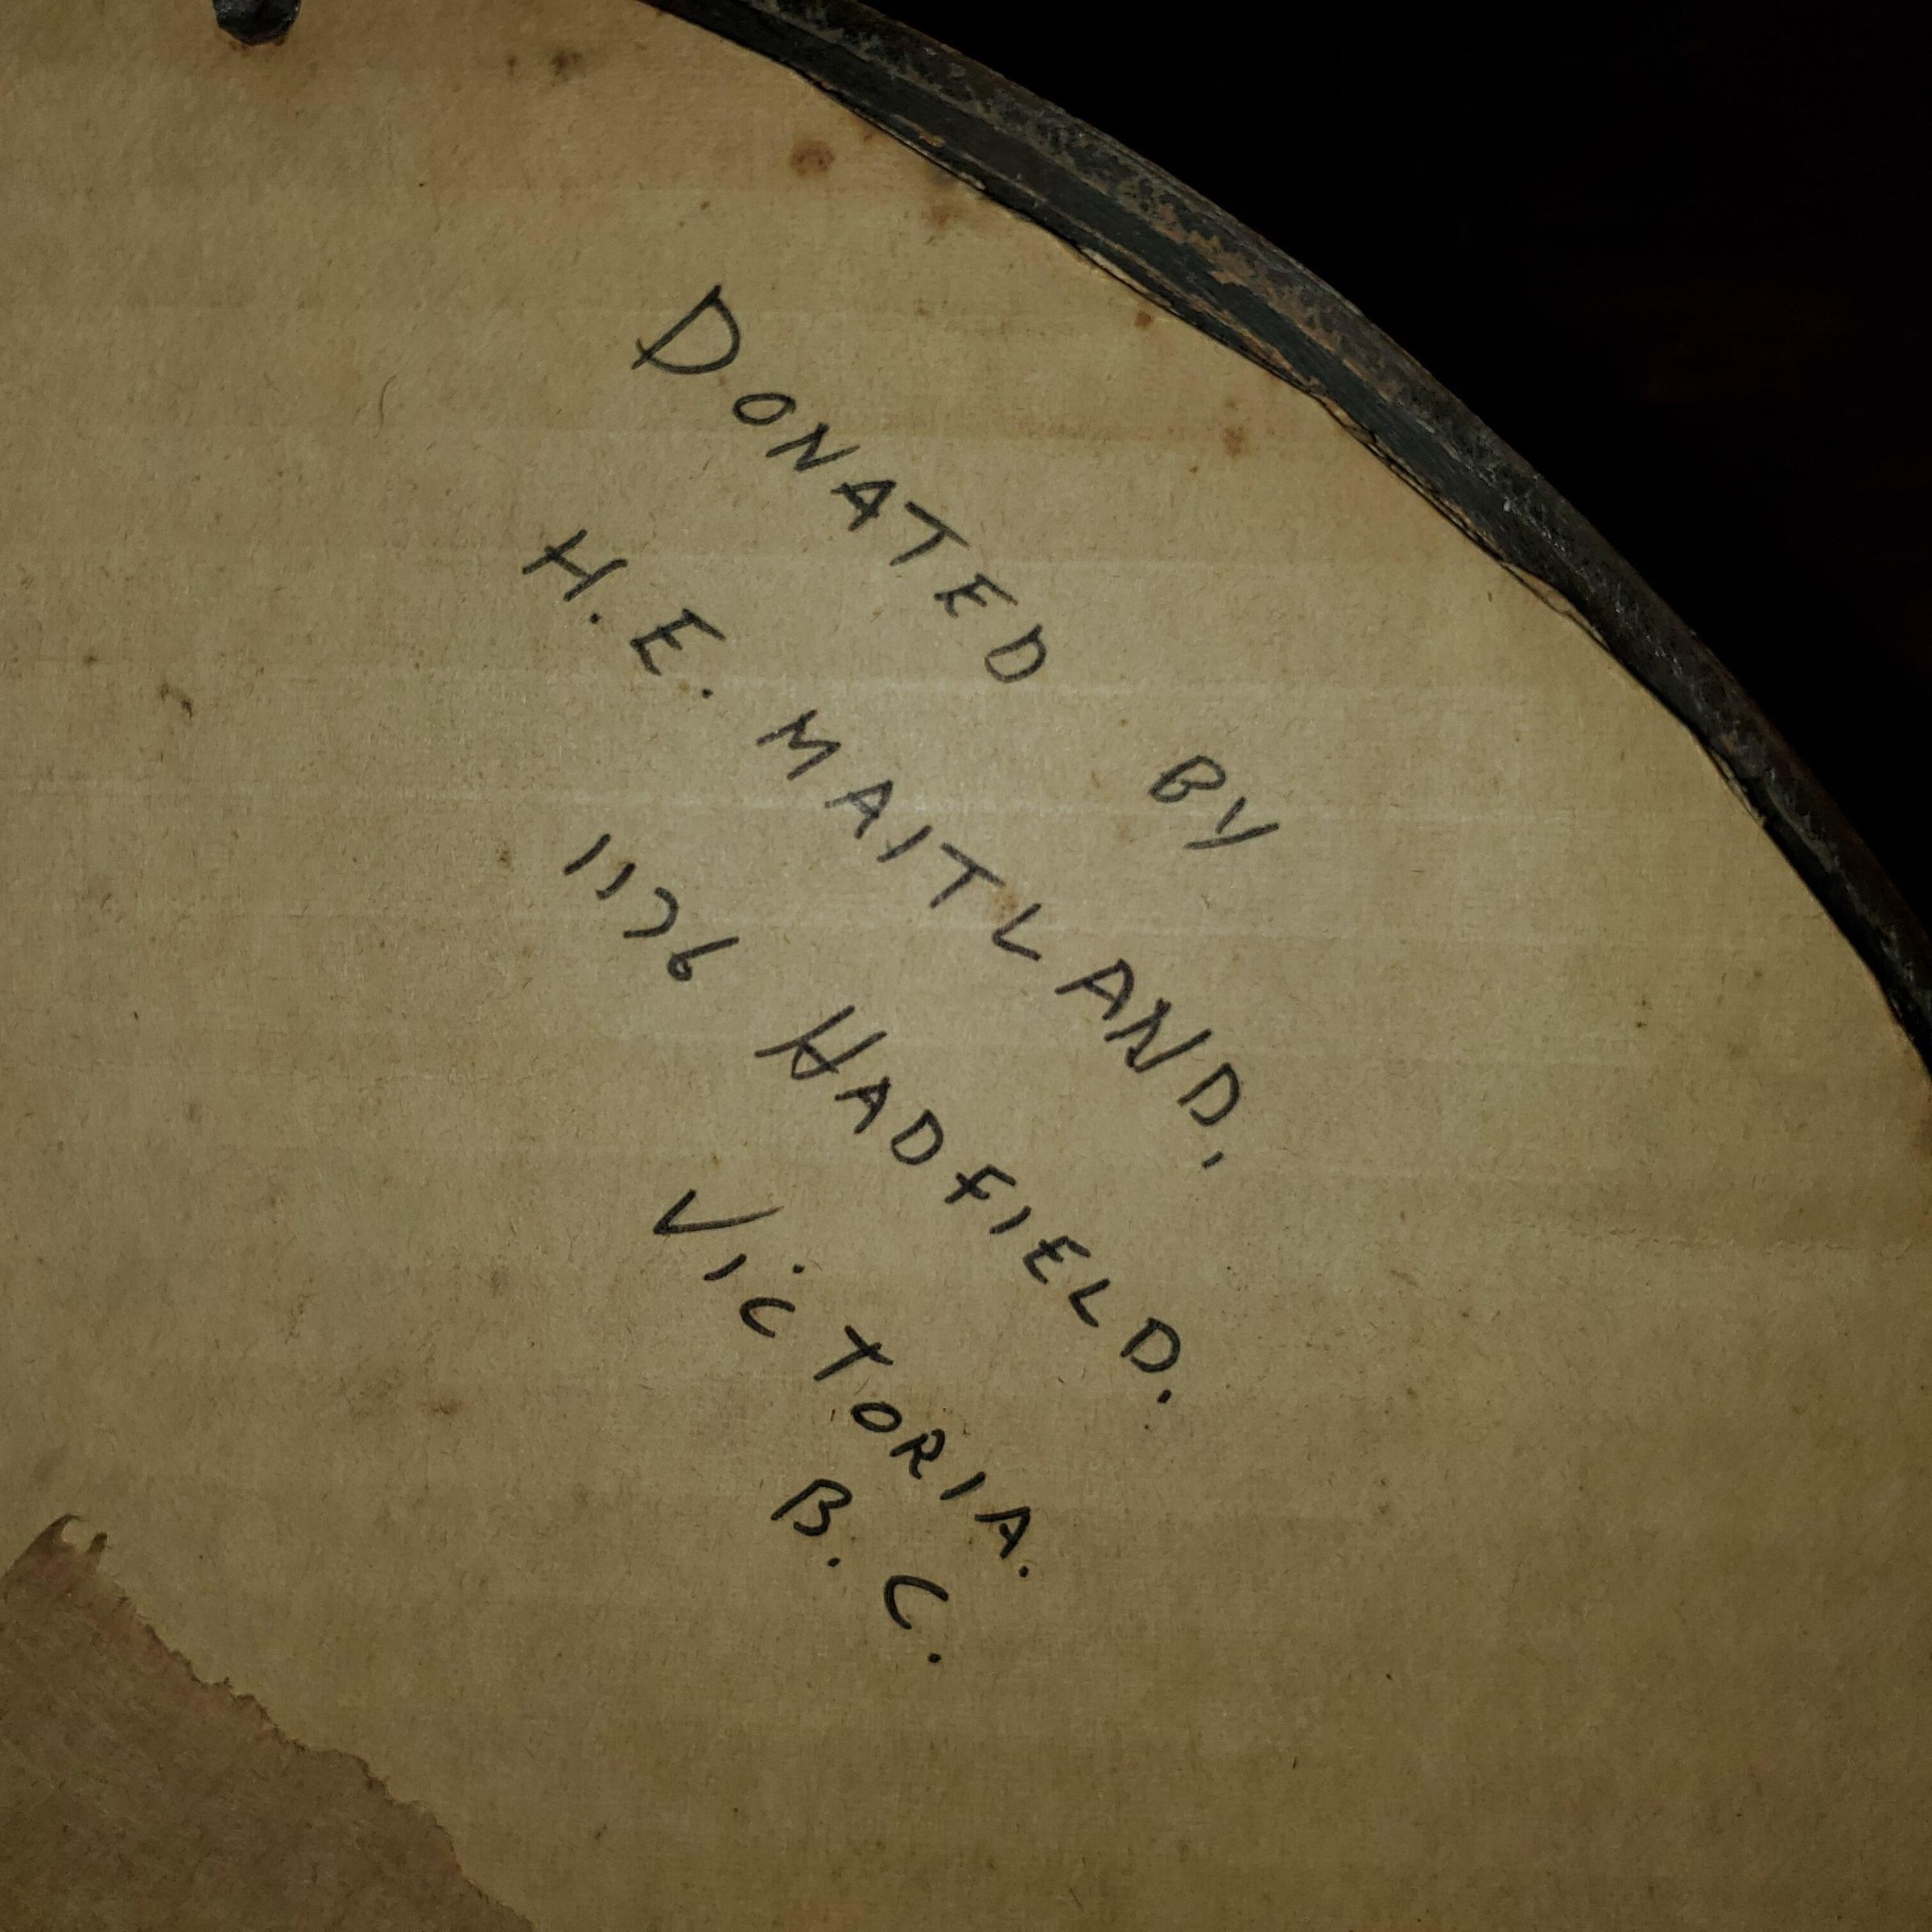 DONATED BY
H. E. MAITLAND,
1176 HADFIELD.
VICTORIA.
B. C.